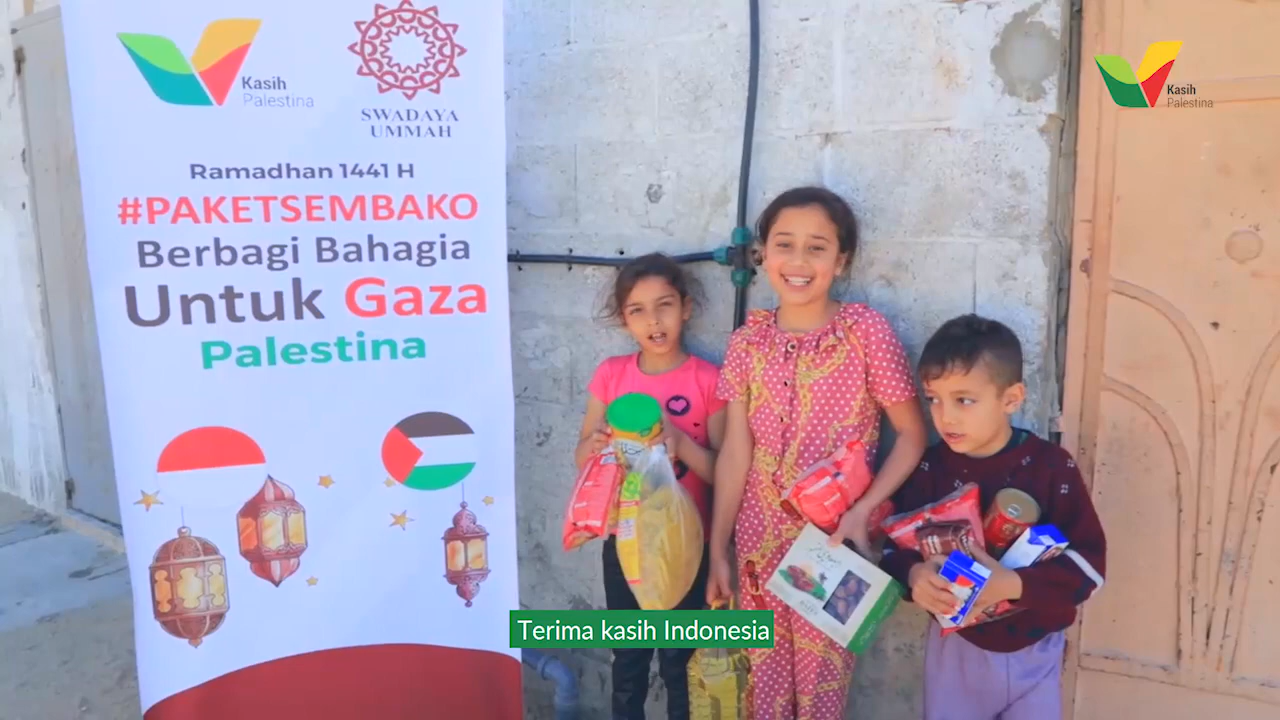 Kasih
Palestina
SWADAYA
UMMAH
Ramadhan 1441 H
#PAKETSEMBAKO
Berbagi Bahagia
Untuk Gaza
Palestina
Kasih
Palestina
Terima kasih Indonesia